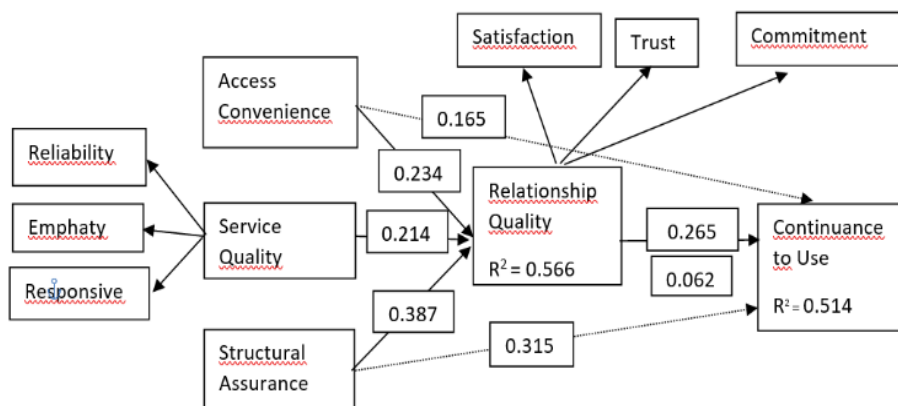 Satisfaction
Trust
Commitment
Access
Convenience
0.165
Reliability
0.234
Relationship
Quality
R² = 0.566
Emphaty
Service
Quality
0.214
0.265
0.062
Continuance
to Use
R² = 0.514
Responsive
0.387
Structural
Assurance
0.315